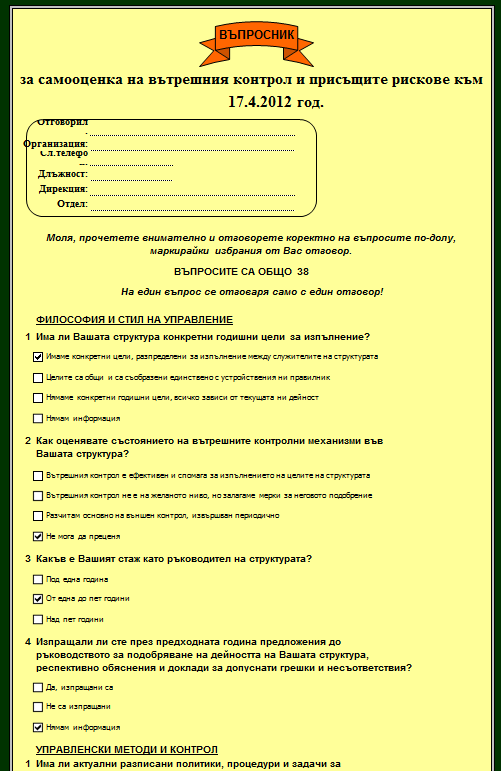 ВЪПРОСНИК
за самооценка на вътрешния контрол и присъщите рискове към
17.4.2012 год.
Отговорил
Организация:
Сл.телефо
Длъжност:
Дирекция:
Отдел:
Моля, прочетете внимателно и отговорете коректно на въпросите по-долу,
маркирайки избрания от Вас отговор.
ВЪПРОСИТЕ СА ОБЩО 38
На един въпрос се отговаря само с един отговор!
ФИЛОСОФИЯ И СТИЛ НА УПРАВЛЕНИЕ
1 Има ли Вашата структура конкретни годишни цели за изпълнение?
Имаме конкретни цели, разпределени за изпълнение между служителите на структурата
Целите са общи и са съобразени единствено с устройствения ни правилник
Нямаме конкретни годишни цели, всичко зависи от текущата ни дейност
Нямам информация
2 Как оценявате състоянието на вътрешните контролни механизми във
Вашата структура?
Вътрешния контрол е ефективен и спомага за изпълнението на целите на структурата
Вътрешния контрол не е на желаното ниво, но залагаме мерки за неговото подобрение
Разчитам основно на външен контрол, извършван периодично
Не мога да преценя
3 Какъв е Вашият стаж като ръководител на структурата?
Под една година
От една до пет години
Над пет години
4 Изпращали ли сте през предходната година предложения до
ръководството за подобряване на дейността на Вашата структура,
респективно обяснения и доклади за допуснати грешки и несъответствия?
Да, изпращани са
Не са изпращани
Нямам информация
УПРАВЛЕНСКИ МЕТОДИ И КОНТРОЛ
1 Има ли актуални разписани политики, процедури и задачи за